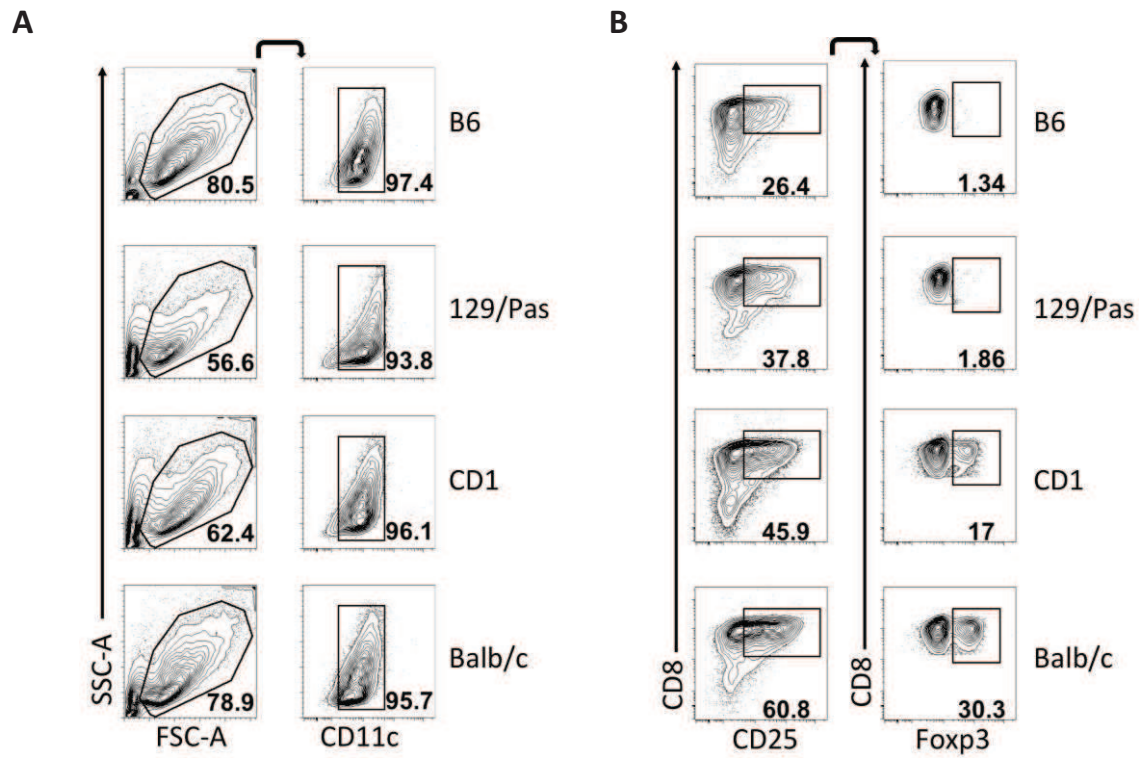 A
B
B6
80.5
97.4
129/Pas
56.6
93.8
CD1
62.4
96.1
Balb/c
78.9
95.7
SSC-A
FSC-A
CD11c
B6
26.4
1.34
129/Pas
37.8
1.86
CD1
45.9
17
Balb/c
60.8
30.3
CD8
CD8
CD25
Foxp3